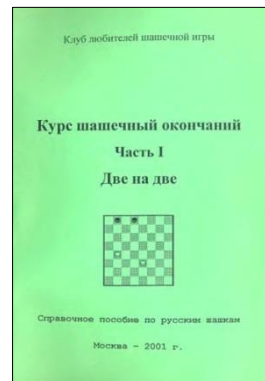 Клуб любителей шашечной игры
Курс шашечный окончаний
Часть I
Две на две
Справочное пособие по русским шашкам
Москва - 2001 г.